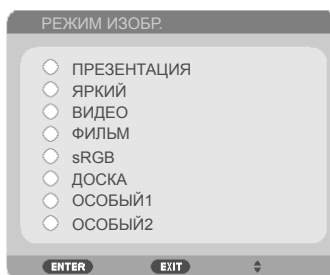 РЕЖИМ ИЗОБР.
ПРЕЗЕНТАЦИЯ
ЯРКИЙ
ВИДЕО
ФИЛЬМ
sRGB
ДОСКА
ОСОБЫЙ1
ОСОБЫЙ2
ENTER EXIT